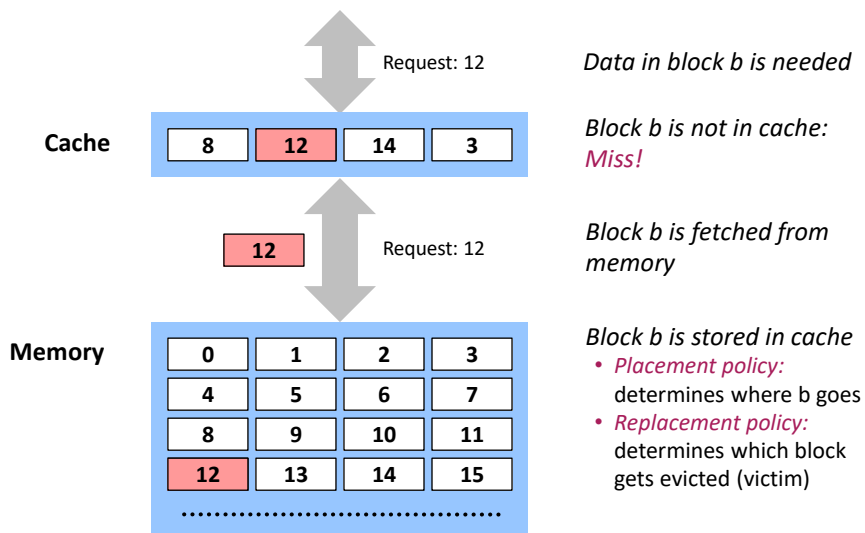 Request: 12
Data in block b is needed
Cache
8 12 14 3
Block b is not in cache:
Miss!
12
Request: 12
Block b is fetched from
memory
Memory
0 1 2 3
4 5 6 7
8 9 10 11
12 13 14 15
Block b is stored in cache
• Placement policy:
determines where b goes
• Replacement policy:
determines which block
gets evicted (victim)